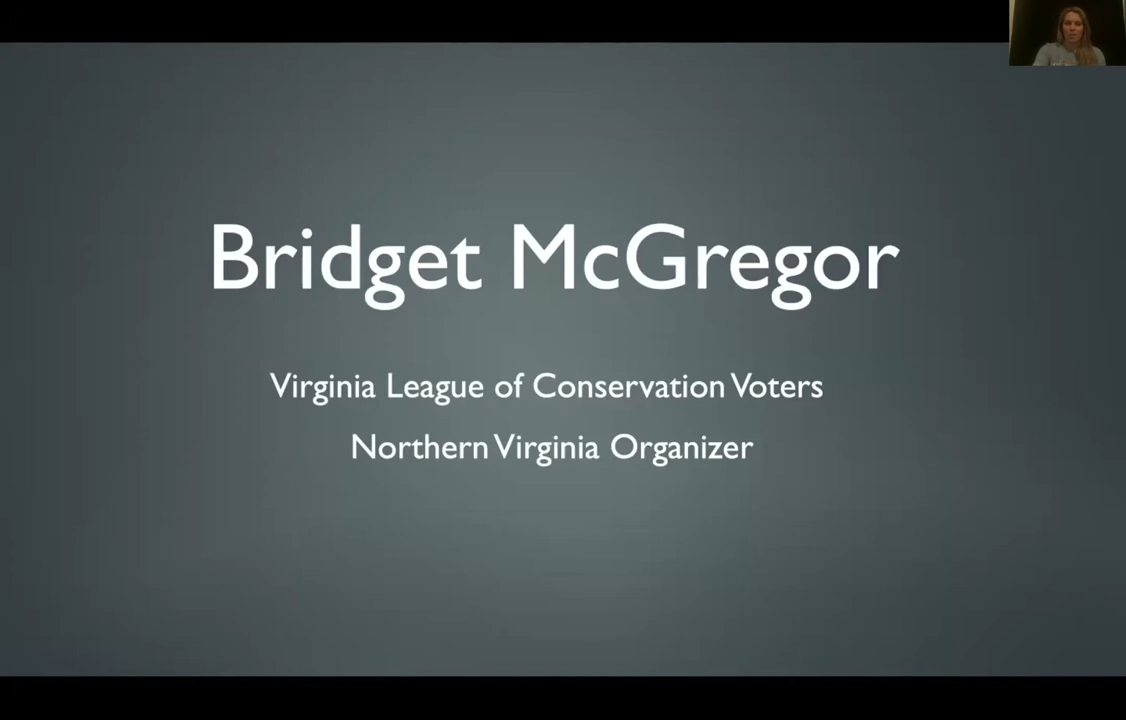 Bridget McGregor
Virginia League of Conservation Voters
Northern Virginia Organizer